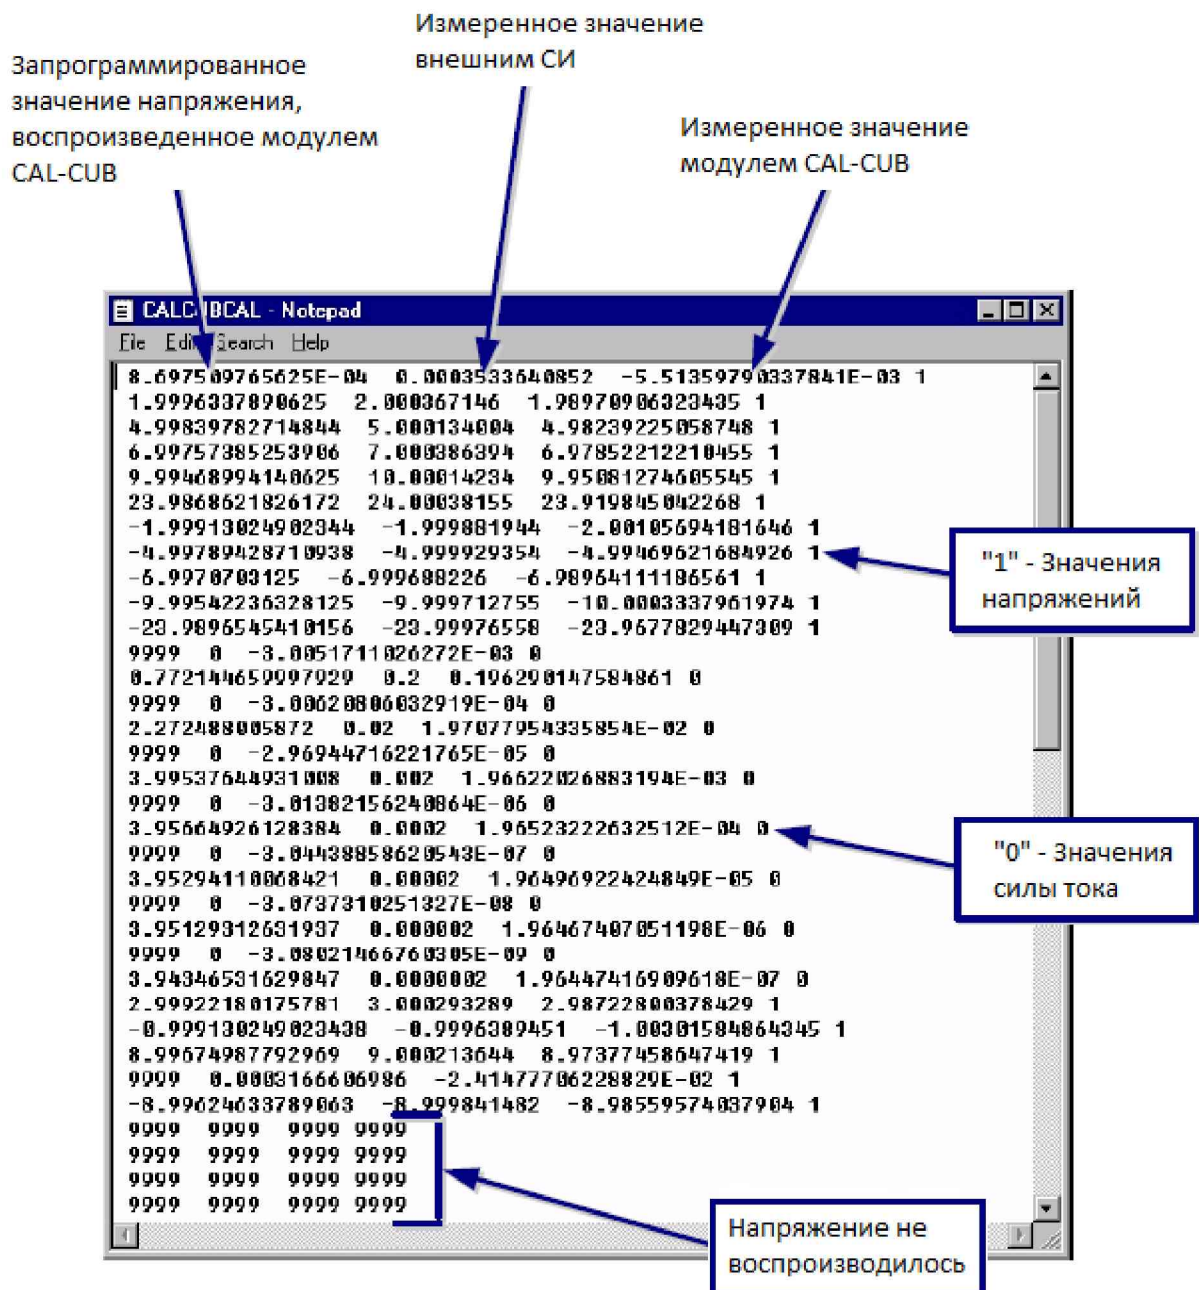 Измеренное значение
внешним СИ
Запрограммированное
значение напряжения,
воспроизведенное модулем
CAL-CUB
Измеренное значение
модулем CAL-CUB
CALCUBCAL - Notepad
File Edit Search Help
8.697509765625E-04 0.0003533640852 -5.51359790337841E-03 1
1.9996337890625 2.000367146 1.98970906323435 1
4.99839782714844 5.000134004 4.98239225058748 1
6.99757385253906 7.000386394 6.97852212210455 1
9.99468994140625 10.00014234 9.95081274605545 1
23.9868621826172 24.00038155 23.919845042268 1
-1.99913024902344 -1.999881944 -2.00105694181646 1
-4.99789428710938 -4.999929354 -4.99469621684926 1
-6.9970703125 -6.999688226 -6.98964111186561 1
-9.99542236328125 -9.999712755 -10.0003337961974 1
-23.9896545410156 -23.99976558 -23.9677829447309 1
9999 0 -3.0051711026272E-03 0
0.772144659997929 0.2 0.196290147584861 0
9999 0 -3.00620806032919E-04 0
2.272488005872 0.02 1.97077954335854E-02 0
9999 0 -2.96944716221765E-05 0
3.99537644931008 0.002 1.96622026883194E-03 0
9999 0 -3.01382156240864E-06 0
3.95664926128384 0.0002 1.96523222632512E-04 0
9999 0 -3.04438858620543E-07 0
3.95294110068421 0.00002 1.96496922424849E-05 0
9999 0 -3.0737310251327E-08 0
3.95129312631937 0.000002 1.96467407051198E-06 0
9999 0 -3.08021466760305E-09 0
3.94346531629847 0.0000002 1.96447416909618E-07 0
2.99922180175781 3.000293289 2.98722800378429 1
-0.999130249023438 -0.9996389451 -1.00301584864345 1
8.99674987792969 9.000213644 8.97377458647419 1
9999 0.0003166606986 -2.41477706228829E-02 1
-8.99624633789063 -8.999841482 -8.98559574037904 1
9999 9999 9999 9999
9999 9999 9999 9999
9999 9999 9999 9999
9999 9999 9999 9999
"1" - Значения
напряжений
"0" - Значения
силы тока
Напряжение не
воспроизводилось